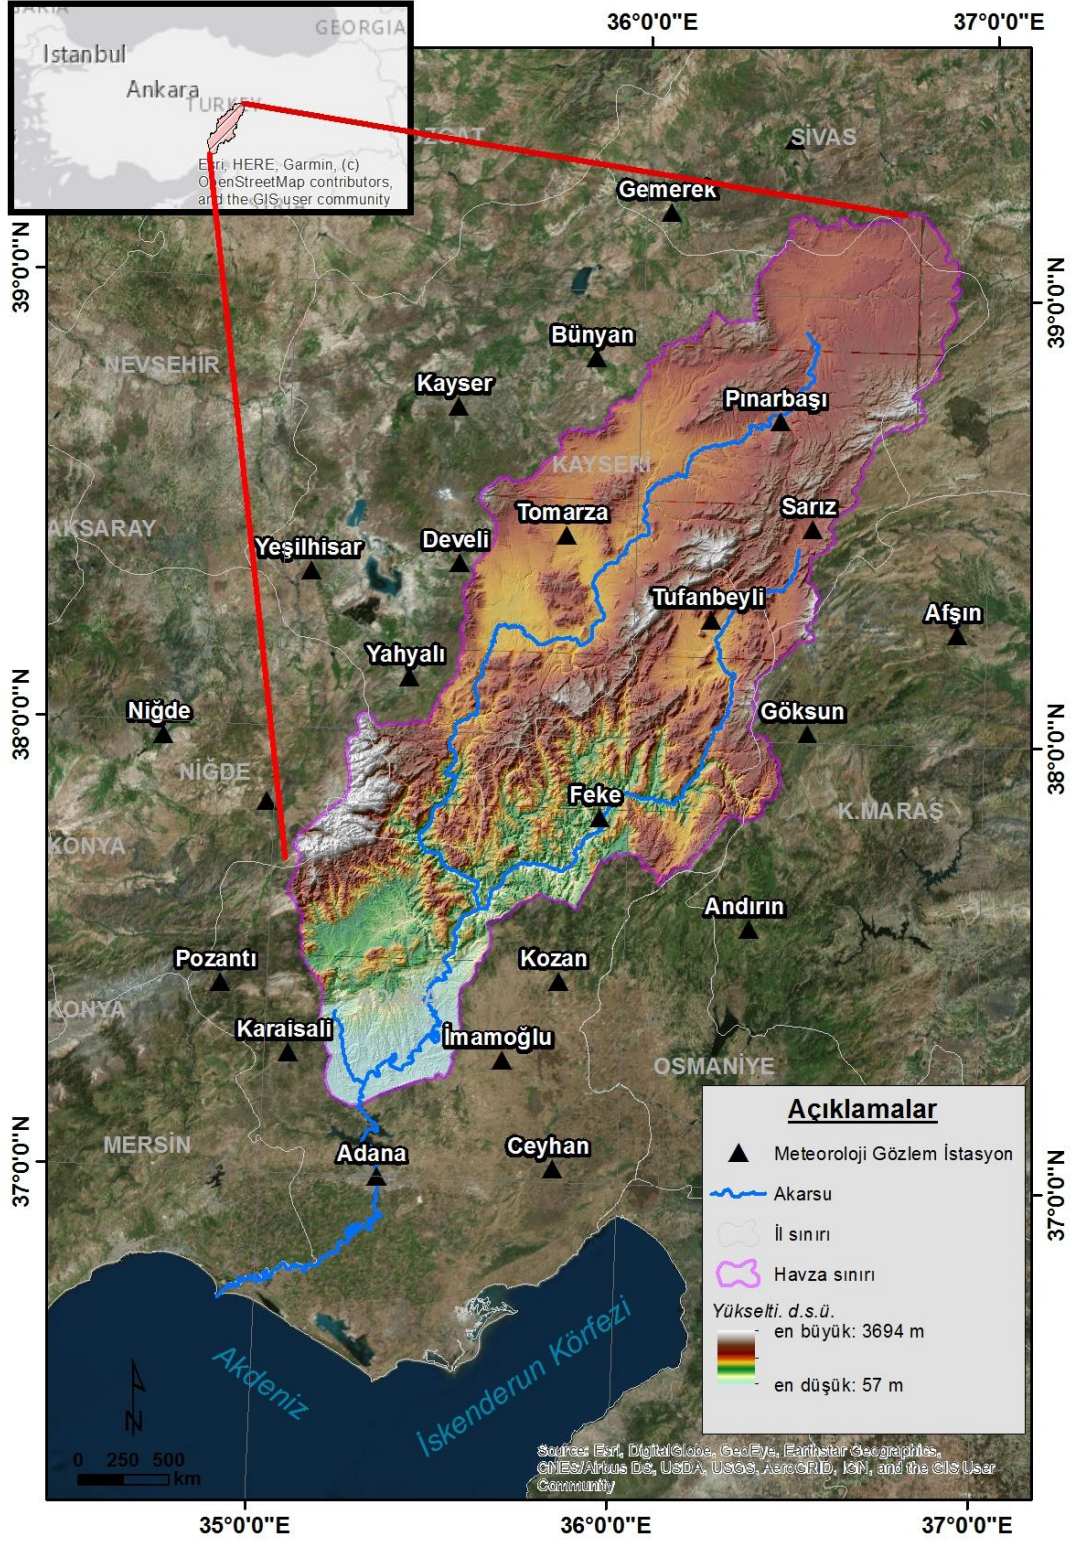 GEORGIA
Istanbul
Ankara
TURKEY
Esri, HERE, Garmin, (c)
OpenStreetMap contributors,
and the GIS user community
36°0'0"E
37°0'0"E
SİVAS
Gemerek
39°0'0"N
39°0'0"N
Bünyan
NEVSEHİR
Kayser
Pınarbaşı
KAYSERİ
Sarız
Tomarza
AKSARAY
Develi
Yeşilhisar
Tufanbeyli
Afşın
Yahyalı
38°0'0"N
Niğde
Göksun
38°0'0"N
NİĞDE
Feke
K.MARAŞ
KONYA
Andırın
Pozantı
Kozan
KONYA
ADANA
Karaisali
İmamoğlu
OSMANİYE
MERSİN
Adana
Ceyhan
37°0'0"N
37°0'0"N
Açıklamalar
Meteoroloji Gözlem İstasyon
Akarsu
İl sınırı
Havza sınırı
Yükselti. d.s.ü.
en büyük: 3694 m
en düşük: 57 m
Akdeniz
İskenderun Körfezi
N
0 250 500
km
Source: Esri, DigitalGlobe, GeoEye, Earthstar Geographics,
CNES/Airbus DS, USDA, USGS, AeroGRID, IGN, and the GIS User
Community
35°0'0"E
36°0'0"E
37°0'0"E